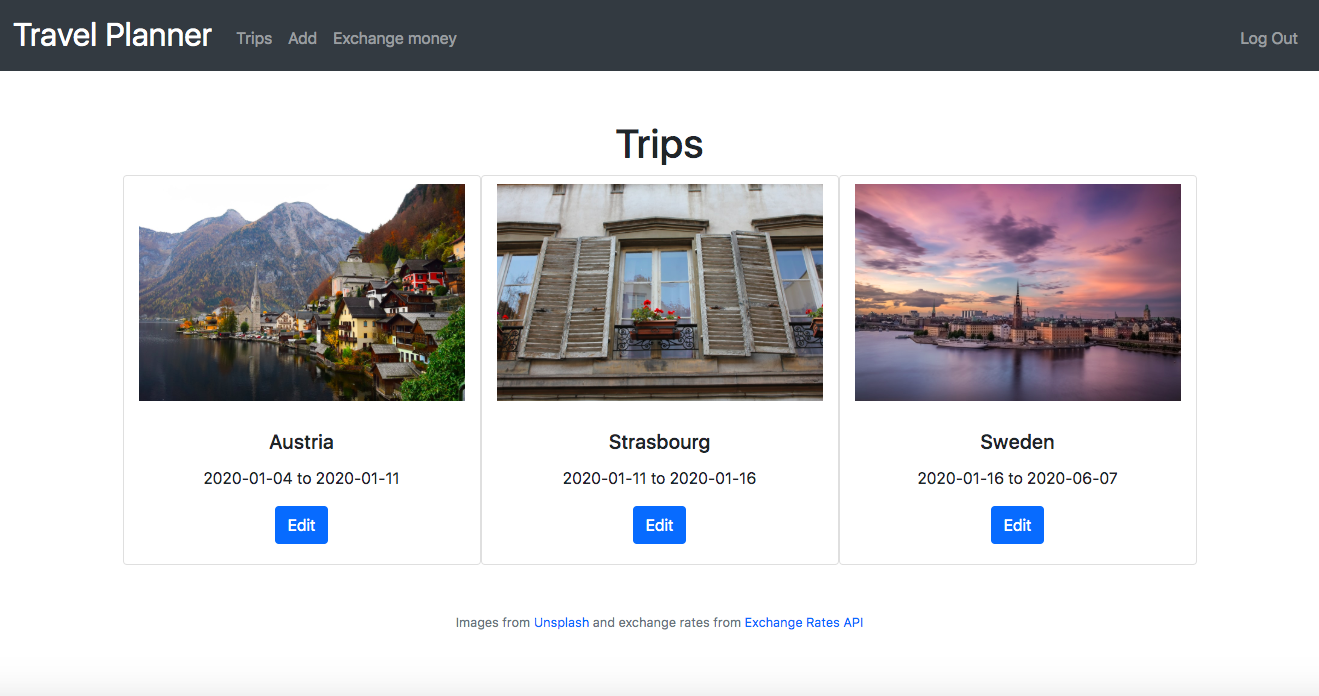 Travel Planner Trips Add Exchange money Log Out
Trips
Austria
2020-01-04 to 2020-01-11
Edit
Strasbourg
2020-01-11 to 2020-01-16
Edit
Sweden
2020-01-16 to 2020-06-07
Edit
Images from Unsplash and exchange rates from Exchange Rates API